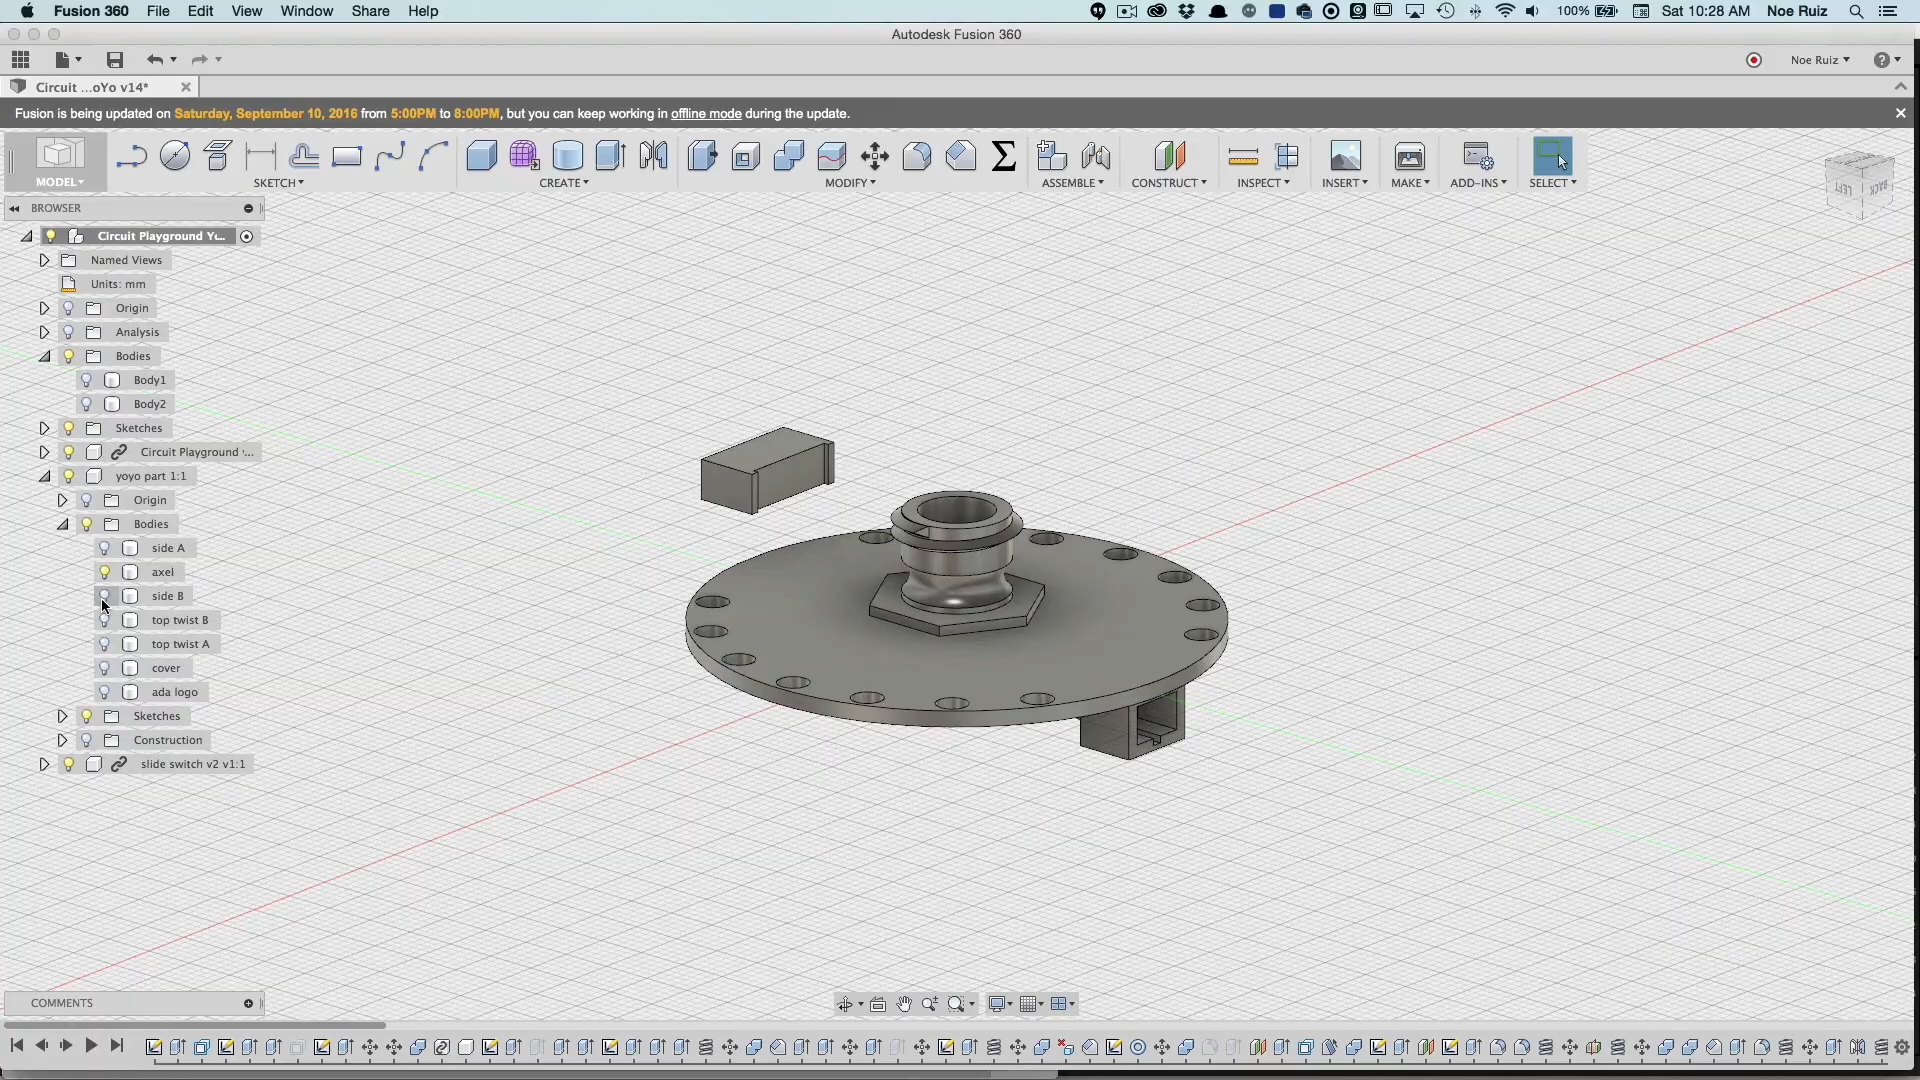 Fusion 360 File Edit View Window Share Help 100% Sat 10:28 AM Noe Ruiz
Autodesk Fusion 360
Noe Ruiz
Circuit ...oYo v14*
Fusion is being updated on Saturday, September 10, 2016 from 5:00PM to 8:00PM, but you can keep working in offline mode during the update.
MODEL SKETCH CREATE MODIFY ASSEMBLE CONSTRUCT INSPECT INSERT MAKE ADD-INS SELECT
LEFT BACK
BROWSER
Circuit Playground Yo...
Named Views
Units: mm
Origin
Analysis
Bodies
Body1
Body2
Sketches
Circuit Playground ...
yoyo part 1:1
Origin
Bodies
side A
axel
side B
top twist B
top twist A
cover
ada logo
Sketches
Construction
slide switch v2 v1:1
COMMENTS